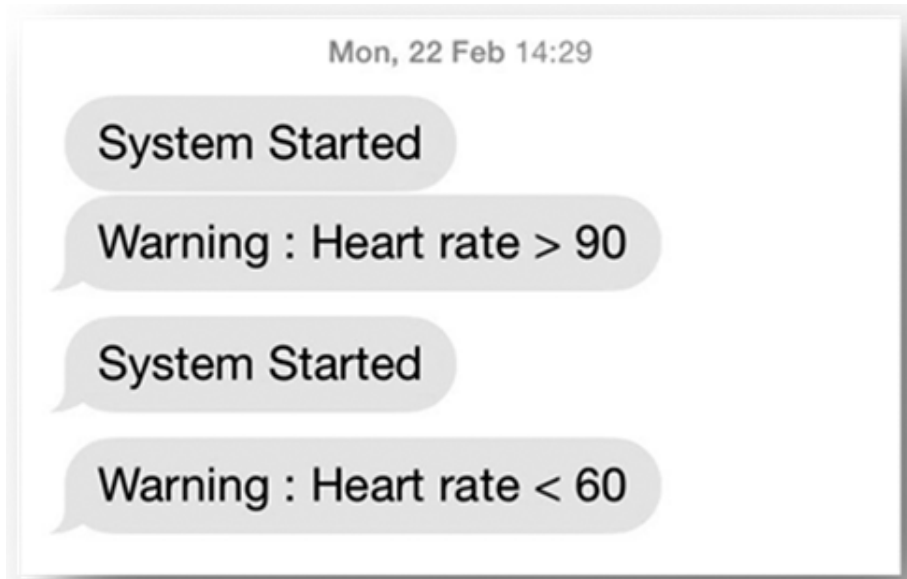 Mon, 22 Feb 14:29
System Started
Warning : Heart rate > 90
System Started
Warning : Heart rate < 60